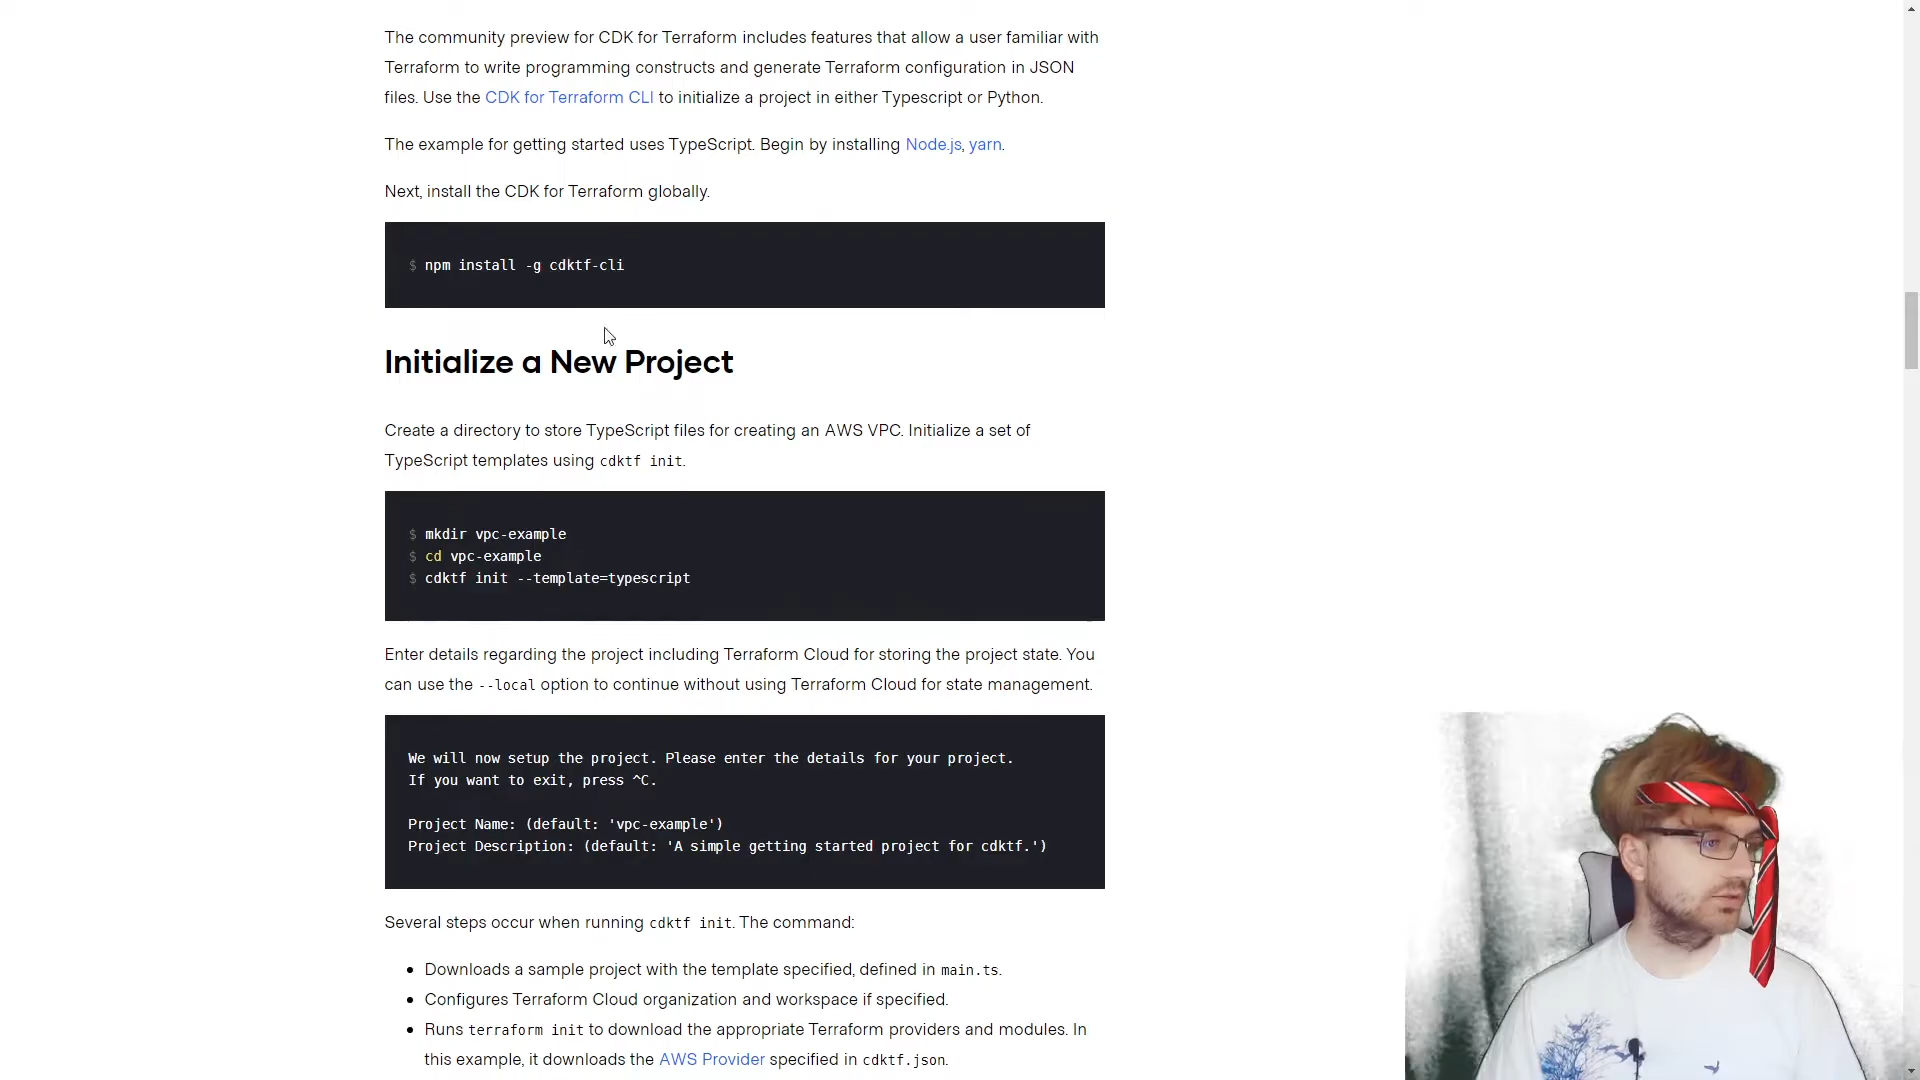 The community preview for CDK for Terraform includes features that allow a user familiar with
Terraform to write programming constructs and generate Terraform configuration in JSON
files. Use the CDK for Terraform CLI to initialize a project in either Typescript or Python.
The example for getting started uses TypeScript. Begin by installing Node.js, yarn.
Next, install the CDK for Terraform globally.
$ npm install -g cdktf-cli
Initialize a New Project
Create a directory to store TypeScript files for creating an AWS VPC. Initialize a set of
TypeScript templates using cdktf init.
$ mkdir vpc-example
$ cd vpc-example
$ cdktf init --template=typescript
Enter details regarding the project including Terraform Cloud for storing the project state. You
can use the --local option to continue without using Terraform Cloud for state management.
We will now setup the project. Please enter the details for your project.
If you want to exit, press ^C.
Project Name: (default: 'vpc-example')
Project Description: (default: 'A simple getting started project for cdktf.')
Several steps occur when running cdktf init. The command:
• Downloads a sample project with the template specified, defined in main.ts.
• Configures Terraform Cloud organization and workspace if specified.
• Runs terraform init to download the appropriate Terraform providers and modules. In
this example, it downloads the AWS Provider specified in cdktf.json.